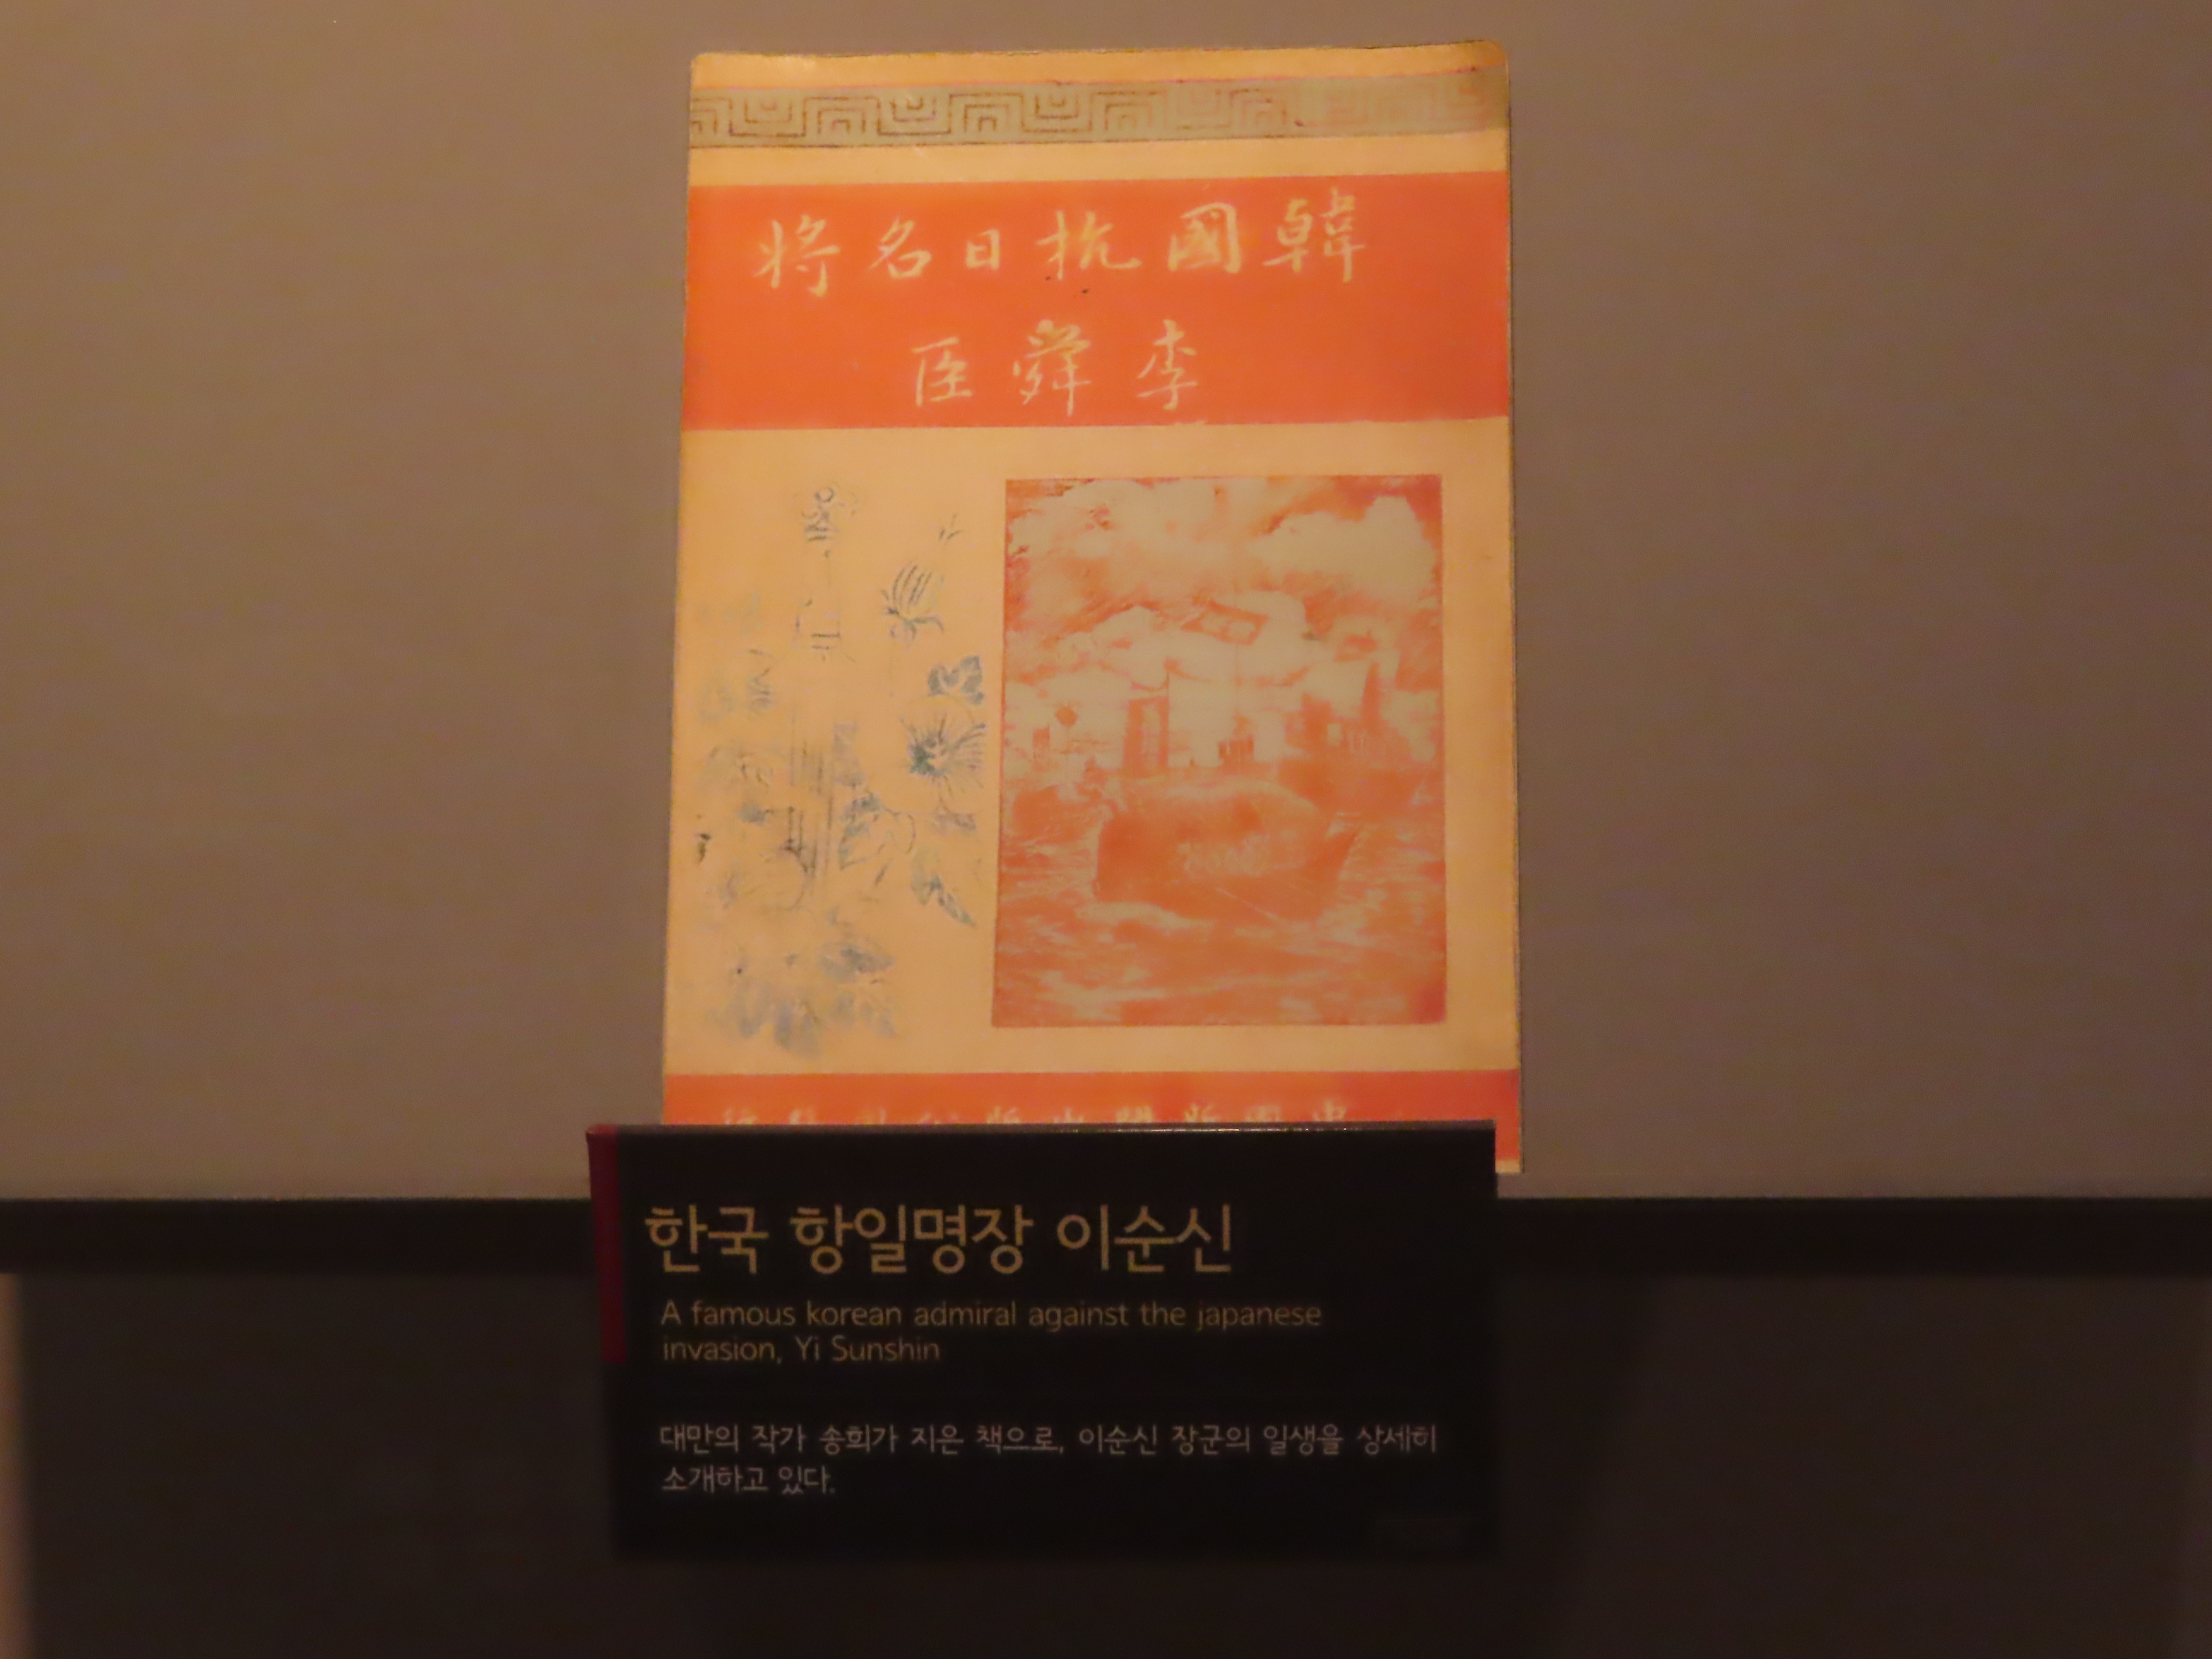 韓國抗日名將
李舜臣
한국 항일명장 이순신
A famous korean admiral against the japanese
invasion, Yi Sunshin
대만의 작가 송희가 지은 책으로, 이순신 장군의 일생을 상세히
소개하고 있다.